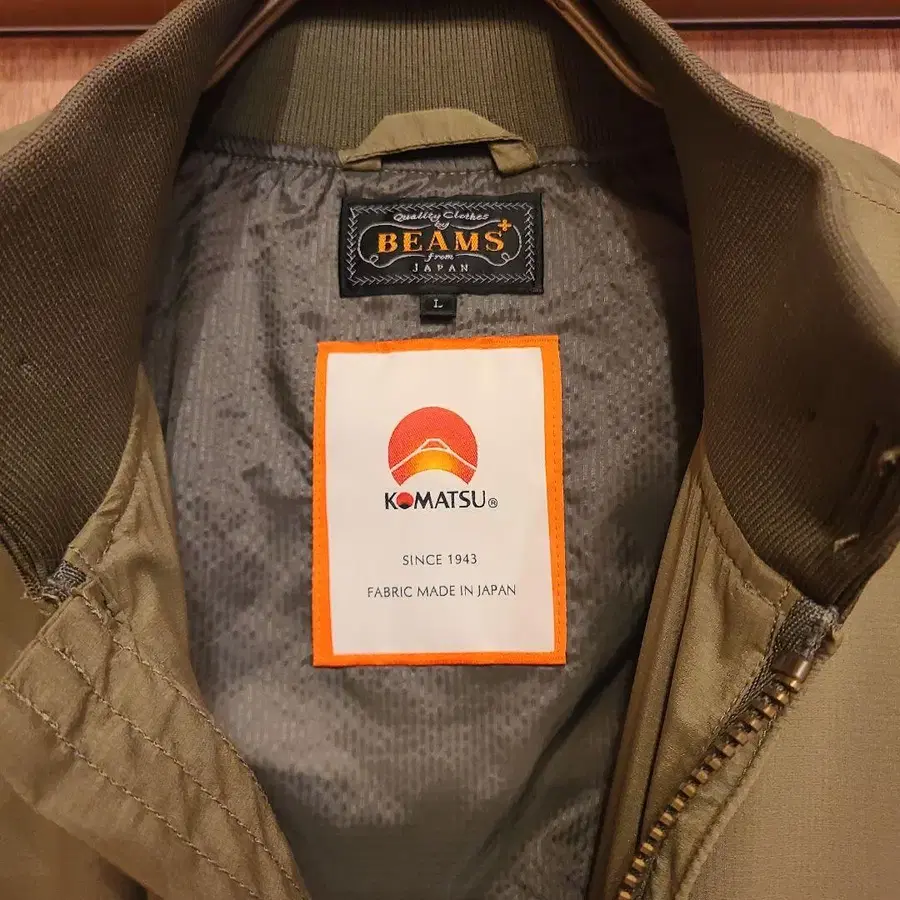 Quality Clothes
by
BEAMS+
from
JAPAN
L
KOMATSU®
SINCE 1943
FABRIC MADE IN JAPAN